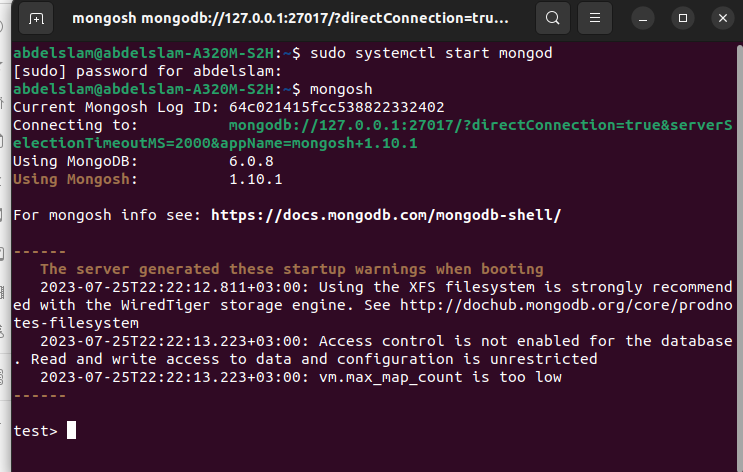 mongosh mongodb://127.0.0.1:27017/?directConnection=tru...
abdelslam@abdelslam-A320M-S2H:~$ sudo systemctl start mongod
[sudo] password for abdelslam:
abdelslam@abdelslam-A320M-S2H:~$ mongosh
Current Mongosh Log ID: 64c021415fcc538822332402
Connecting to: mongodb://127.0.0.1:27017/?directConnection=true&serverS
electionTimeoutMS=2000&appName=mongosh+1.10.1
Using MongoDB: 6.0.8
Using Mongosh: 1.10.1
For mongosh info see: https://docs.mongodb.com/mongodb-shell/
------
The server generated these startup warnings when booting
2023-07-25T22:22:12.811+03:00: Using the XFS filesystem is strongly recommend
ed with the WiredTiger storage engine. See http://dochub.mongodb.org/core/prodno
tes-filesystem
2023-07-25T22:22:13.223+03:00: Access control is not enabled for the database
. Read and write access to data and configuration is unrestricted
2023-07-25T22:22:13.223+03:00: vm.max_map_count is too low
------
test>